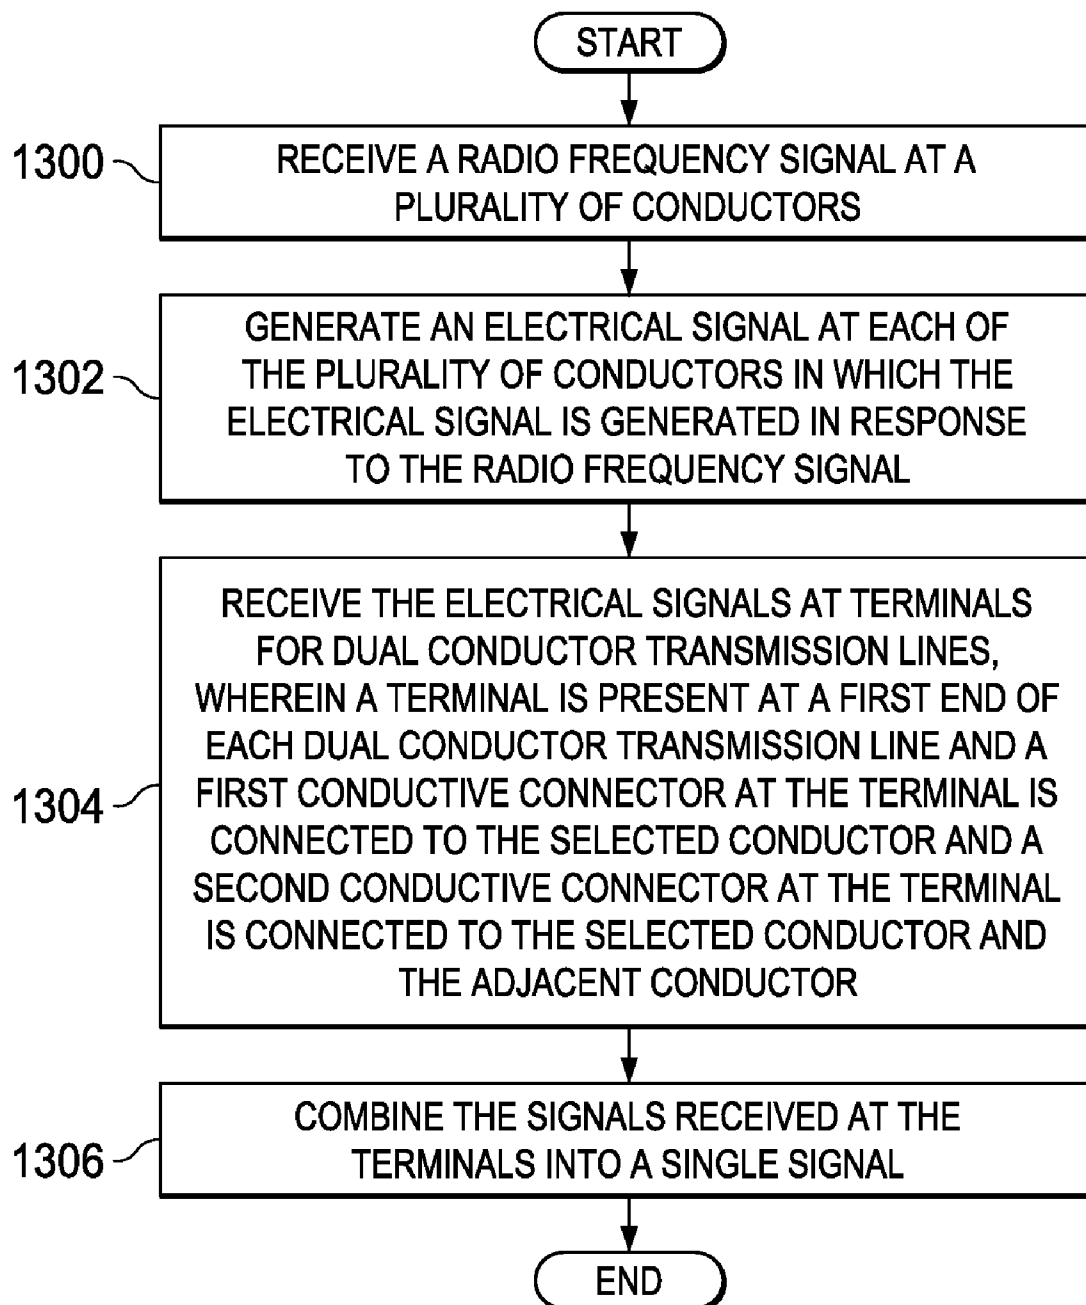 START
1300
RECEIVE A RADIO FREQUENCY SIGNAL AT A
PLURALITY OF CONDUCTORS
1302
GENERATE AN ELECTRICAL SIGNAL AT EACH OF
THE PLURALITY OF CONDUCTORS IN WHICH THE
ELECTRICAL SIGNAL IS GENERATED IN RESPONSE
TO THE RADIO FREQUENCY SIGNAL
1304
RECEIVE THE ELECTRICAL SIGNALS AT TERMINALS
FOR DUAL CONDUCTOR TRANSMISSION LINES,
WHEREIN A TERMINAL IS PRESENT AT A FIRST END OF
EACH DUAL CONDUCTOR TRANSMISSION LINE AND A
FIRST CONDUCTIVE CONNECTOR AT THE TERMINAL IS
CONNECTED TO THE SELECTED CONDUCTOR AND A
SECOND CONDUCTIVE CONNECTOR AT THE TERMINAL
IS CONNECTED TO THE SELECTED CONDUCTOR AND
THE ADJACENT CONDUCTOR
1306
COMBINE THE SIGNALS RECEIVED AT THE
TERMINALS INTO A SINGLE SIGNAL
END